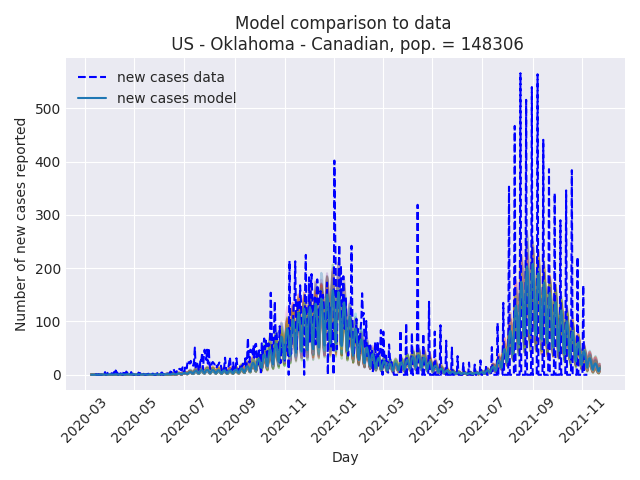 Model comparison to data
US - Oklahoma - Canadian, pop. = 148306
new cases data
new cases model
Number of new cases reported
500
400
300
200
100
0
2020-03
2020-05
2020-07
2020-09
2020-11
2021-01
2021-03
2021-05
2021-07
2021-09
2021-11
Day